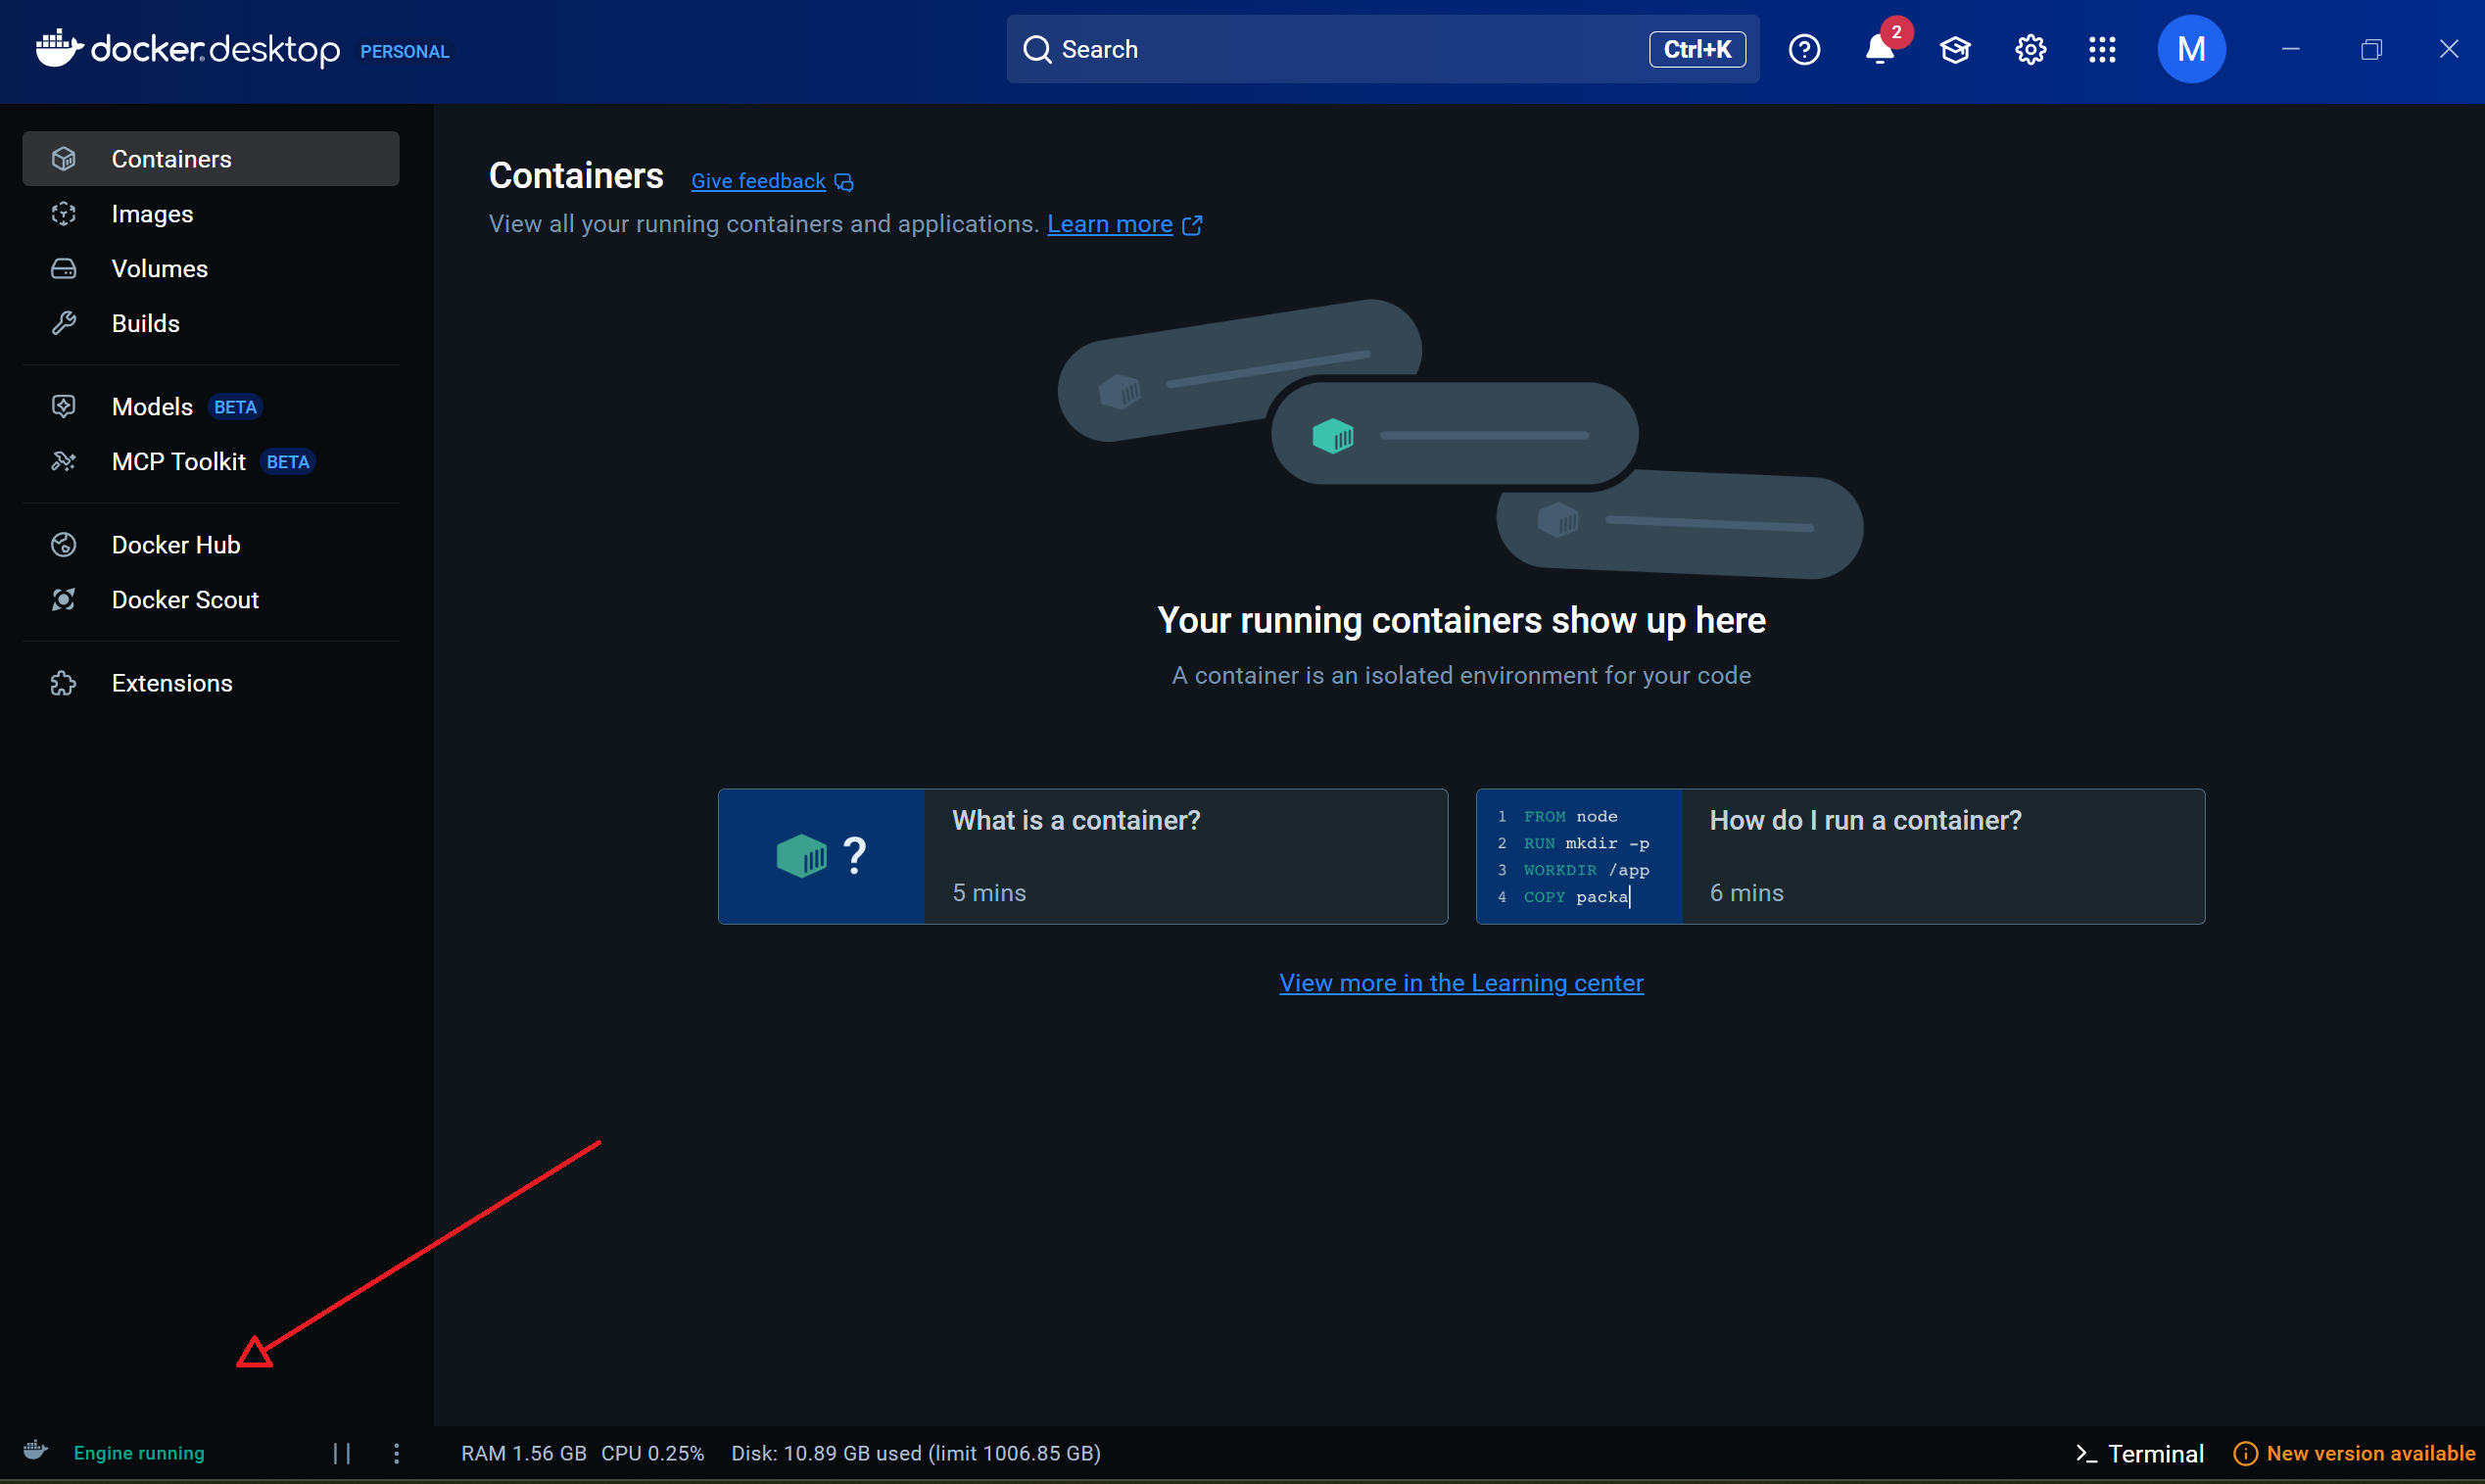 docker.desktop PERSONAL
Search Ctrl+K
2
M
Containers
Images
Volumes
Builds
Models BETA
MCP Toolkit BETA
Docker Hub
Docker Scout
Extensions
Containers Give feedback
View all your running containers and applications. Learn more
Your running containers show up here
A container is an isolated environment for your code
?
What is a container?
5 mins
1 FROM node
2 RUN mkdir -p
3 WORKDIR /app
4 COPY packa
How do I run a container?
6 mins
View more in the Learning center
Engine running
RAM 1.56 GB CPU 0.25% Disk: 10.89 GB used (limit 1006.85 GB)
>_ Terminal
New version available